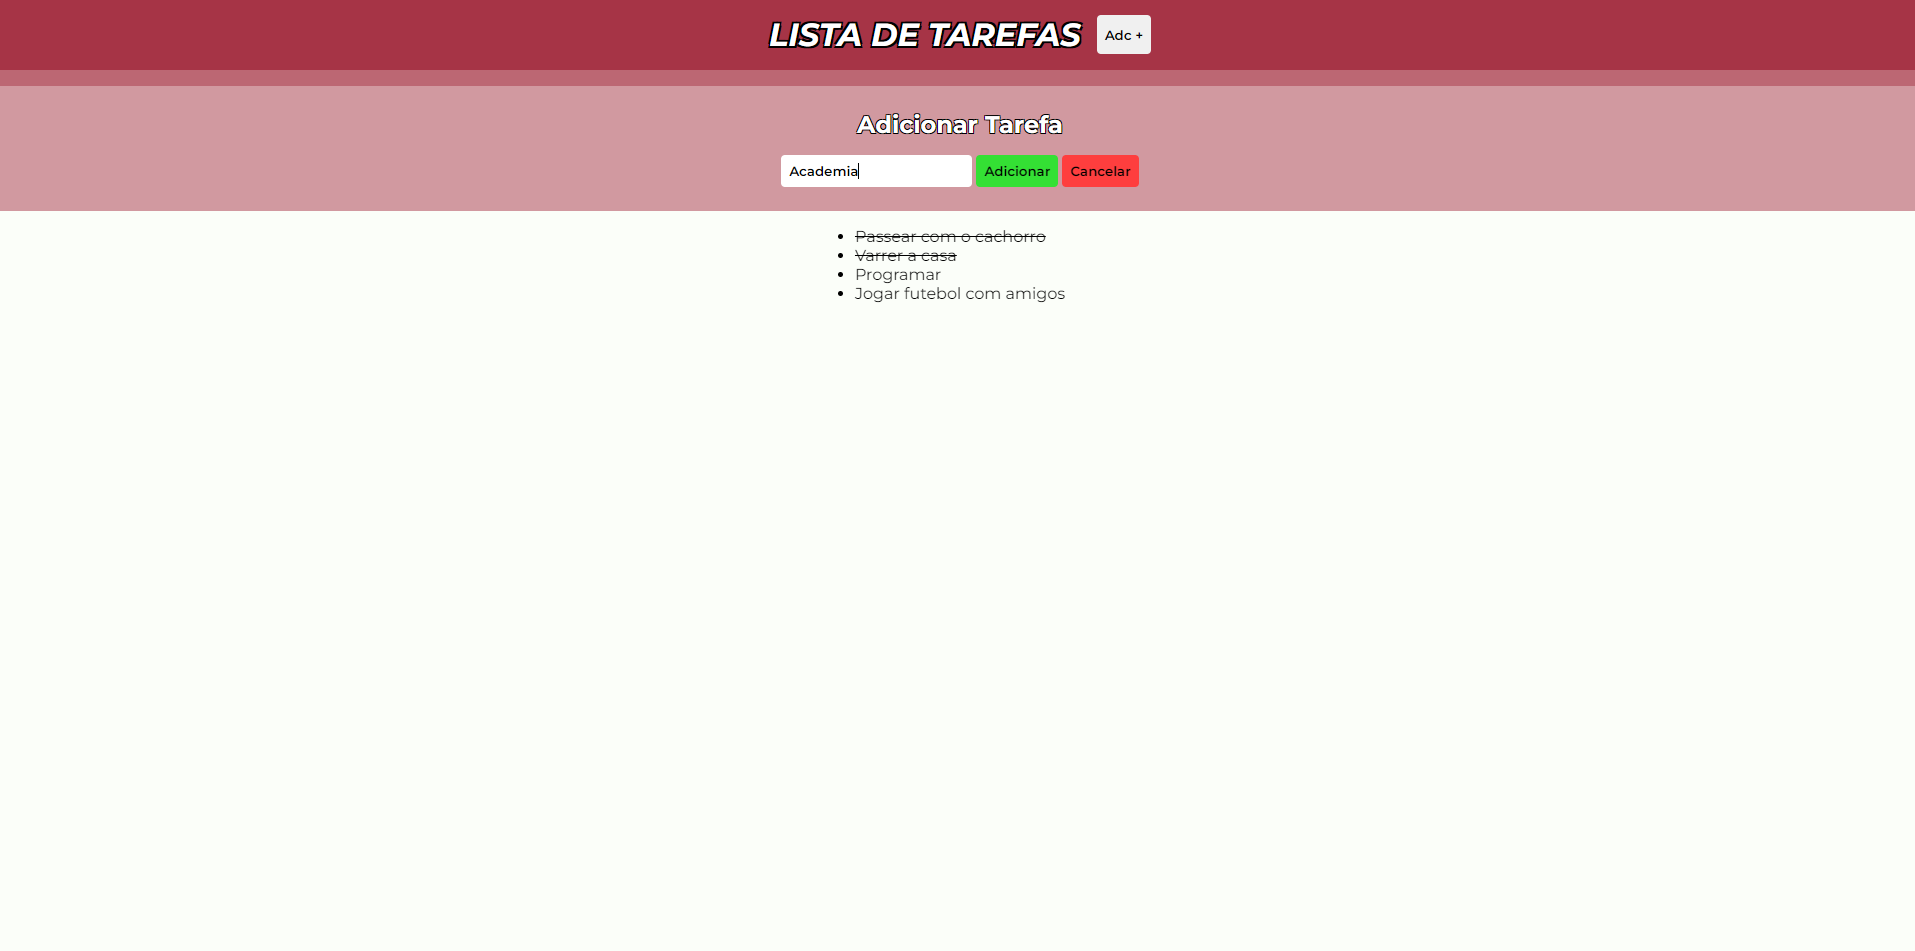 LISTA DE TAREFAS Adc +
Adicionar Tarefa
Academia Adicionar Cancelar
Passear com o cachorro
Varrer a casa
Programar
Jogar futebol com amigos